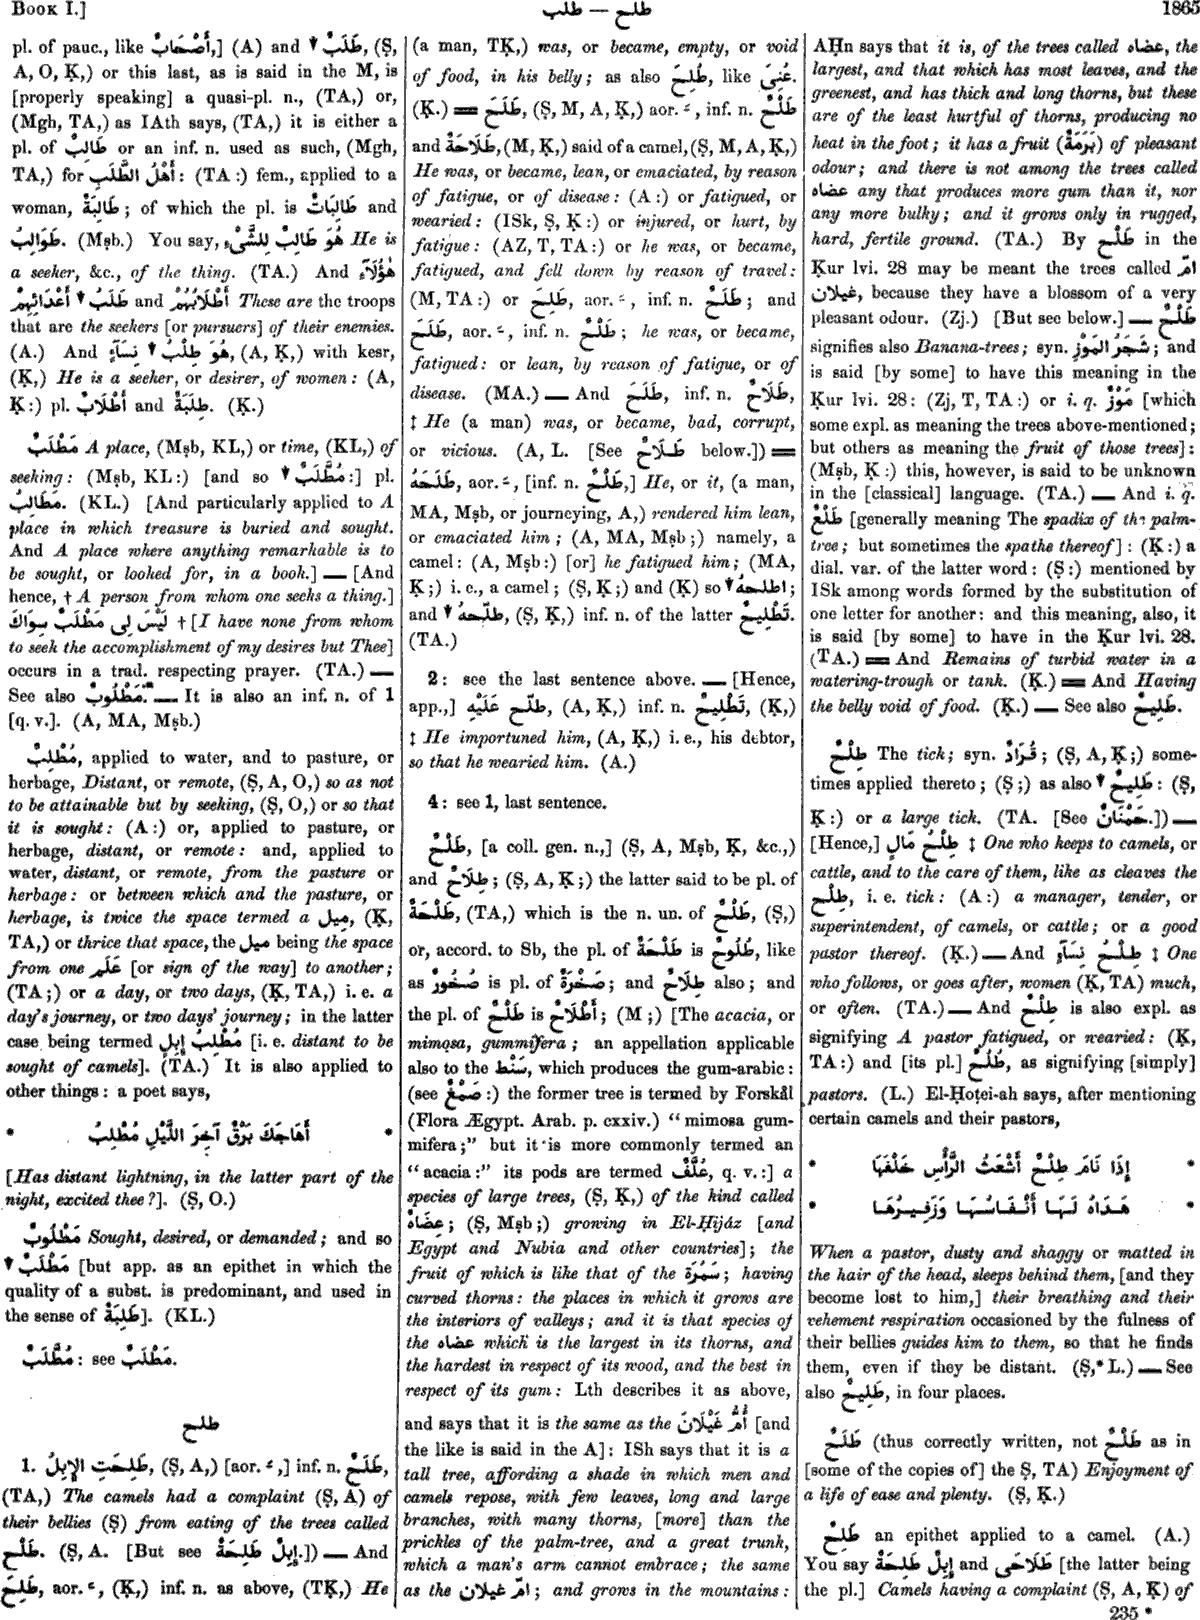 BOOK I.]
طلب — طلح
1865
pl. of pauc., like أَصْحَابٌ,] (A) and ↓ طَلَبٌ, (Ṣ,
A, O, Ḳ,) or this last, as is said in the M, is
[properly speaking] a quasi-pl. n., (TA,) or,
(Mgh, TA,) as IAth says, (TA,) it is either a
pl. of طَالِبٌ or an inf. n. used as such, (Mgh,
TA,) for أَهْلُ الطَّلَبِ: (TA:) fem., applied to a
woman, طَالِبَةٌ; of which the pl. is طَالِبَاتٌ and
طَوَالِبُ. (Mṣb.) You say, هُوَ طَالِبٌ لِلشَّىْءِ He is
a seeker, &c., of the thing. (TA.) And هٰؤُلَآءِ
أَطْلَابُهُمْ and ↓ طَلَبُ أَعْدَائِهِمْ These are the troops
that are the seekers [or pursuers] of their enemies.
(A.) And هُوَ طِلْبُ ↓ نِسَآءٍ, (A, Ḳ,) with kesr,
(Ḳ,) He is a seeker, or desirer, of women: (A,
Ḳ:) pl. أَطْلَابٌ and طِلَبَةٌ. (Ḳ.)
مَطْلَبٌ A place, (Mṣb, KL,) or time, (KL,) of
seeking: (Mṣb, KL:) [and so ↓ مُطَّلَبٌ:] pl.
مَطَالِبُ. (KL.) [And particularly applied to A
place in which treasure is buried and sought.
And A place where anything remarkable is to
be sought, or looked for, in a book.] — [And
hence, † A person from whom one seeks a thing.]
لَيْسَ لِى مَطْلَبٌ سِوَاكَ † [I have none from whom
to seek the accomplishment of my desires but Thee]
occurs in a trad. respecting prayer. (TA.) —
See also مَطْلُوبٌ. — It is also an inf. n. of 1
[q. v.]. (A, MA, Mṣb.)
مُطْلِبٌ, applied to water, and to pasture, or
herbage, Distant, or remote, (Ṣ, A, O,) so as not
to be attainable but by seeking, (Ṣ, O,) or so that
it is sought: (A:) or, applied to pasture, or
herbage, distant, or remote: and, applied to
water, distant, or remote, from the pasture or
herbage: or between which and the pasture, or
herbage, is twice the space termed a مِيل, (Ḳ,
TA,) or thrice that space, the ميل being the space
from one عَلَم [or sign of the way] to another;
(TA;) or a day, or two days, (Ḳ, TA,) i. e. a
day's journey, or two days' journey; in the latter
case being termed مُطْلِبُ إِبِلٍ [i. e. distant to be
sought of camels]. (TA.) It is also applied to
other things: a poet says,
* أَهَاجَكَ بَرْقٌ آخِرَ اللَّيْلِ مُطْلِبُ *
[Has distant lightning, in the latter part of the
night, excited thee?]. (Ṣ, O.)
مَطْلُوبٌ Sought, desired, or demanded; and so
↓ مَطْلَبٌ [but app. as an epithet in which the
quality of a subst. is predominant, and used in
the sense of طَلِبَةٌ]. (KL.)
مُطَّلَبٌ: see مَطْلَبٌ.
طلح
1. طَلِحَتِ الإِبِلُ, (Ṣ, A,) [aor. ـَ ,] inf. n. طَلَحٌ,
(TA,) The camels had a complaint (Ṣ, A) of
their bellies (Ṣ) from eating of the trees called
طَلْح. (Ṣ, A. [But see إِبِلٌ طَلِحَةٌ.]) — And
طَلِحَ, aor. ـَ , (Ḳ,) inf. n. as above, (TḲ,) He
(a man, TḲ,) was, or became, empty, or void
of food, in his belly; as also طُلِحَ, like عُنِىَ.
(Ḳ.) = طَلَحَ, (Ṣ, M, A, Ḳ,) aor. ـَ , inf. n. طَلْحٌ
and طَلَاحَةٌ, (M, Ḳ,) said of a camel, (Ṣ, M, A, Ḳ,)
He was, or became, lean, or emaciated, by reason
of fatigue, or of disease: (A:) or fatigued, or
wearied: (ISk, Ṣ, Ḳ:) or injured, or hurt, by
fatigue: (AZ, T, TA:) or he was, or became,
fatigued, and fell down by reason of travel:
(M, TA:) or طَلِحَ, aor. ـَ , inf. n. طَلَحٌ; and
طَلَحَ, aor. ـَ , inf. n. طَلْحٌ; he was, or became,
fatigued: or lean, by reason of fatigue, or of
disease. (MA.) — And طَلَحَ, inf. n. طَلَاحٌ,
‡ He (a man) was, or became, bad, corrupt,
or vicious. (A, L. [See طَلَاحٌ below.]) =
طَلَحَهُ, aor. ـَ , [inf. n. طَلْحٌ,] He, or it, (a man,
MA, Mṣb, or journeying, A,) rendered him lean,
or emaciated him; (A, MA, Mṣb;) namely, a
camel: (A, Mṣb:) [or] he fatigued him; (MA,
Ḳ;) i. e., a camel; (Ṣ, Ḳ;) and (Ḳ) so ↓ اطلحهُ;
and ↓ طلّحهُ, (Ṣ, Ḳ,) inf. n. of the latter تَطْلِيحٌ.
(TA.)
2: see the last sentence above. — [Hence,
app.,] طلّح عَلَيْهِ, (A, Ḳ,) inf. n. تَطْلِيحٌ, (Ḳ,)
‡ He importuned him, (A, Ḳ,) i. e., his debtor,
so that he wearied him. (A.)
4: see 1, last sentence.
طَلْحٌ, [a coll. gen. n.,] (Ṣ, A, Mṣb, Ḳ, &c.,)
and طِلَاحٌ; (Ṣ, A, Ḳ;) the latter said to be pl. of
طَلْحَةٌ, (TA,) which is the n. un. of طَلْحٌ, (Ṣ,)
or, accord. to Sb, the pl. of طَلْحَةٌ is طُلُوحٌ, like
as صُخُورٌ is pl. of صَخْرَةٌ; and طِلَاحٌ also; and
the pl. of طَلْحٌ is أَطْلَاحٌ; (M;) [The acacia, or
mimosa, gummifera; an appellation applicable
also to the سَنْط, which produces the gum-arabic:
(see صَمْغٌ:) the former tree is termed by Forskål
(Flora Ægypt. Arab. p. cxxiv.) “mimosa gum-
mifera;” but it is more commonly termed an
“acacia:” its pods are termed عُلَّفٌ, q. v.:] a
species of large trees, (Ṣ, Ḳ,) of the kind called
عِضَاهٌ; (Ṣ, Mṣb;) growing in El-Ḥijáz [and
Egypt and Nubia and other countries]; the
fruit of which is like that of the سَمُرَة; having
curved thorns: the places in which it grows are
the interiors of valleys; and it is that species of
the عضاه which is the largest in its thorns, and
the hardest in respect of its wood, and the best in
respect of its gum: Lth describes it as above,
and says that it is the same as the أُمُّ غَيْلَانَ [and
the like is said in the A]: ISh says that it is a
tall tree, affording a shade in which men and
camels repose, with few leaves, long and large
branches, with many thorns, [more] than the
prickles of the palm-tree, and a great trunk,
which a man's arm cannot embrace; the same
as the امّ غيلان; and grows in the mountains:
AḤn says that it is, of the trees called عضاه, the
largest, and that which has most leaves, and the
greenest, and has thick and long thorns, but these
are of the least hurtful of thorns, producing no
heat in the foot; it has a fruit (بَرَمَةٌ) of pleasant
odour; and there is not among the trees called
عضاه any that produces more gum than it, nor
any more bulky; and it grows only in rugged,
hard, fertile ground. (TA.) By طَلْح in the
Ḳur lvi. 28 may be meant the trees called امّ
غيلان, because they have a blossom of a very
pleasant odour. (Zj.) [But see below.] — طَلْحٌ
signifies also Banana-trees; syn. شَجَرُ المَوْزِ; and
is said [by some] to have this meaning in the
Ḳur lvi. 28: (Zj, T, TA:) or i. q. مَوْزٌ [which
some expl. as meaning the trees above-mentioned;
but others as meaning the fruit of those trees]:
(Mṣb, Ḳ:) this, however, is said to be unknown
in the [classical] language. (TA.) — And i. q.
طَلْعٌ [generally meaning The spadix of the palm-
tree; but sometimes the spathe thereof]: (Ḳ:) a
dial. var. of the latter word: (Ṣ:) mentioned by
ISk among words formed by the substitution of
one letter for another: and this meaning, also, it
is said [by some] to have in the Ḳur lvi. 28.
(TA.) = And Remains of turbid water in a
watering-trough or tank. (Ḳ.) = And Having
the belly void of food. (Ḳ.) — See also طَلِيحٌ.
طِلْحٌ The tick; syn. قُرَادٌ; (Ṣ, A, Ḳ;) some-
times applied thereto; (Ṣ;) as also ↓ طَلِيحٌ: (Ṣ,
Ḳ:) or a large tick. (TA. [See حَمْنَانٌ.]) —
[Hence,] طِلْحُ مَالٍ ‡ One who keeps to camels, or
cattle, and to the care of them, like as cleaves the
طِلْح, i. e. tick: (A:) a manager, tender, or
superintendent, of camels, or cattle; or a good
pastor thereof. (Ḳ.) — And طِلْحُ نِسَآءٍ ‡ One
who follows, or goes after, women (Ḳ, TA) much,
or often. (TA.) — And طِلْحٌ is also expl. as
signifying A pastor fatigued, or wearied: (Ḳ,
TA:) and [its pl.] طُلَّحٌ, as signifying [simply]
pastors. (L.) El-Ḥoṭei-ah says, after mentioning
certain camels and their pastors,
* إِذَا نَامَ طِلْحٌ أَشْعَثُ الرَّأْسِ خَلْفَهَا *
* هَدَاهُ لَهَا أَنْفَاسُهَا وَزَفِيرُهَا *
When a pastor, dusty and shaggy or matted in
the hair of the head, sleeps behind them, [and they
become lost to him,] their breathing and their
vehement respiration occasioned by the fulness of
their bellies guides him to them, so that he finds
them, even if they be distant. (Ṣ,* L.) — See
also طَلِيحٌ, in four places.
طَلَحٌ (thus correctly written, not طَلْحٌ as in
[some of the copies of] the Ṣ, TA) Enjoyment of
a life of ease and plenty. (Ṣ, Ḳ.)
طَلِحٌ an epithet applied to a camel. (A.)
You say إِبِلٌ طَلِحَةٌ and طَلَاحَى [the latter being
the pl.] Camels having a complaint (Ṣ, A, Ḳ) of
235 *